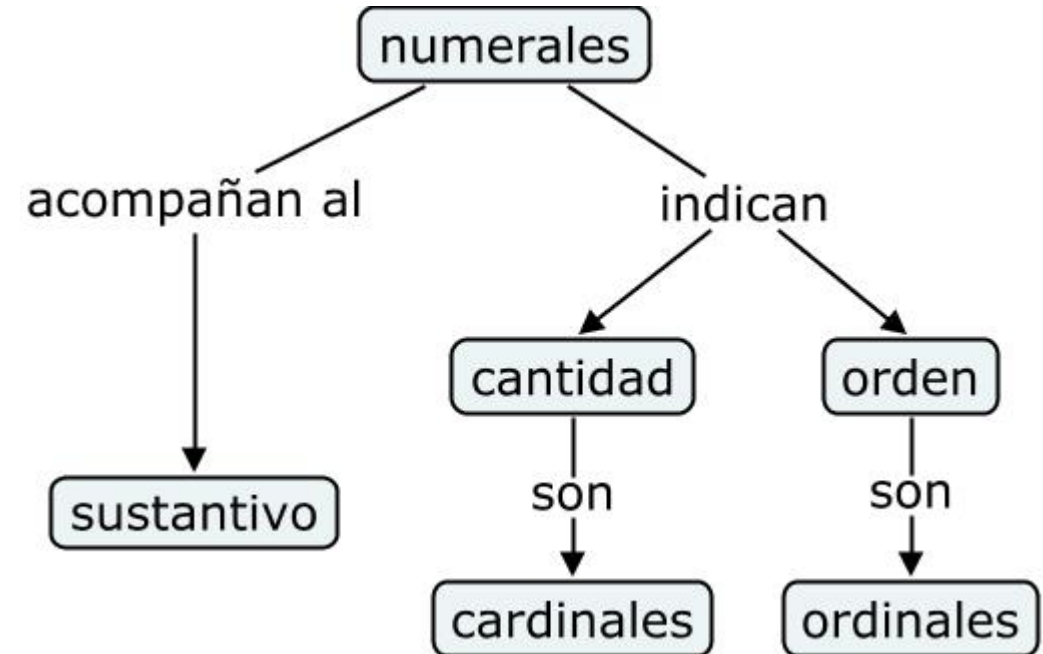 numerales
acompañan al
indican
cantidad
orden
sustantivo
son
son
cardinales
ordinales